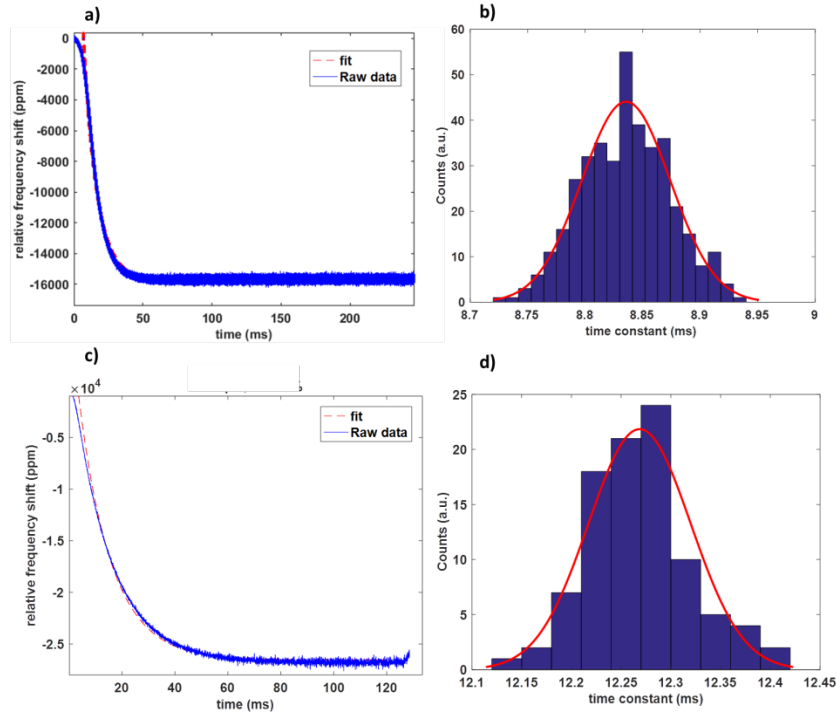 a)
0
-2000
-4000
-6000
-8000
-10000
-12000
-14000
-16000
relative frequency shift (ppm)
fit
Raw data
0 50 100 150 200
time (ms)
b)
60
50
40
30
20
10
0
Counts (a.u.)
8.7 8.75 8.8 8.85 8.9 8.95 9
time constant (ms)
c)
×10⁴
-0.5
-1
-1.5
-2
-2.5
relative frequency shift (ppm)
fit
Raw data
20 40 60 80 100 120
time (ms)
d)
25
20
15
10
5
0
Counts (a.u.)
12.1 12.15 12.2 12.25 12.3 12.35 12.4 12.45
time constant (ms)